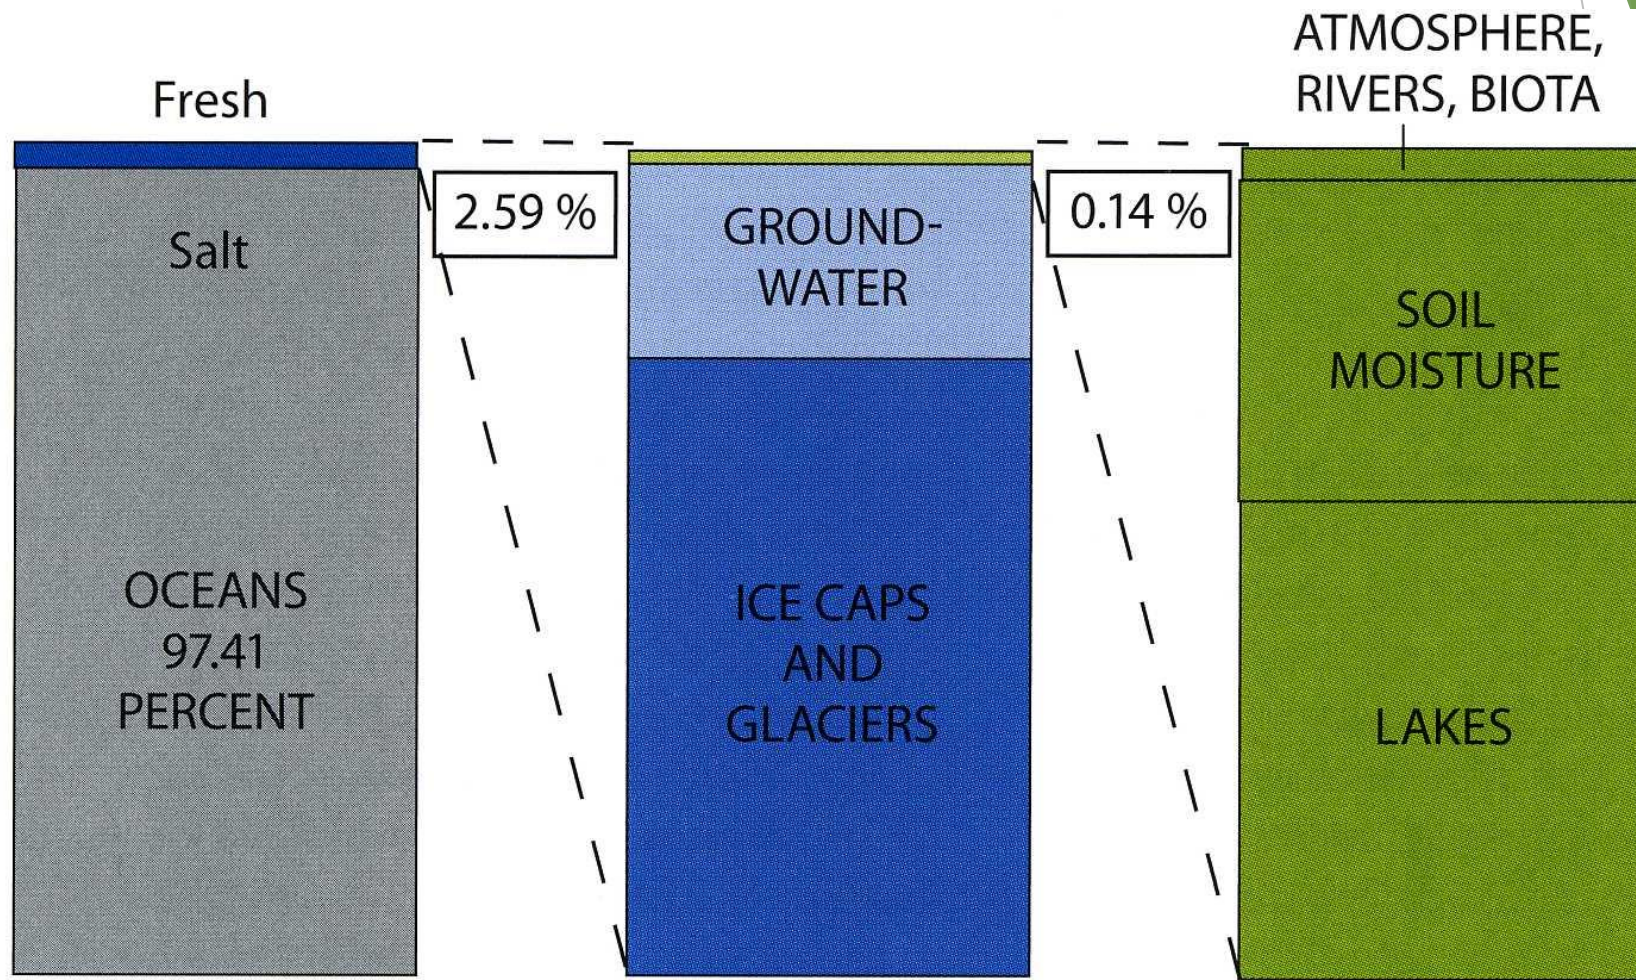 Fresh
Salt
OCEANS
97.41
PERCENT
2.59 %
GROUND-
WATER
ICE CAPS
AND
GLACIERS
0.14 %
ATMOSPHERE,
RIVERS, BIOTA
SOIL
MOISTURE
LAKES